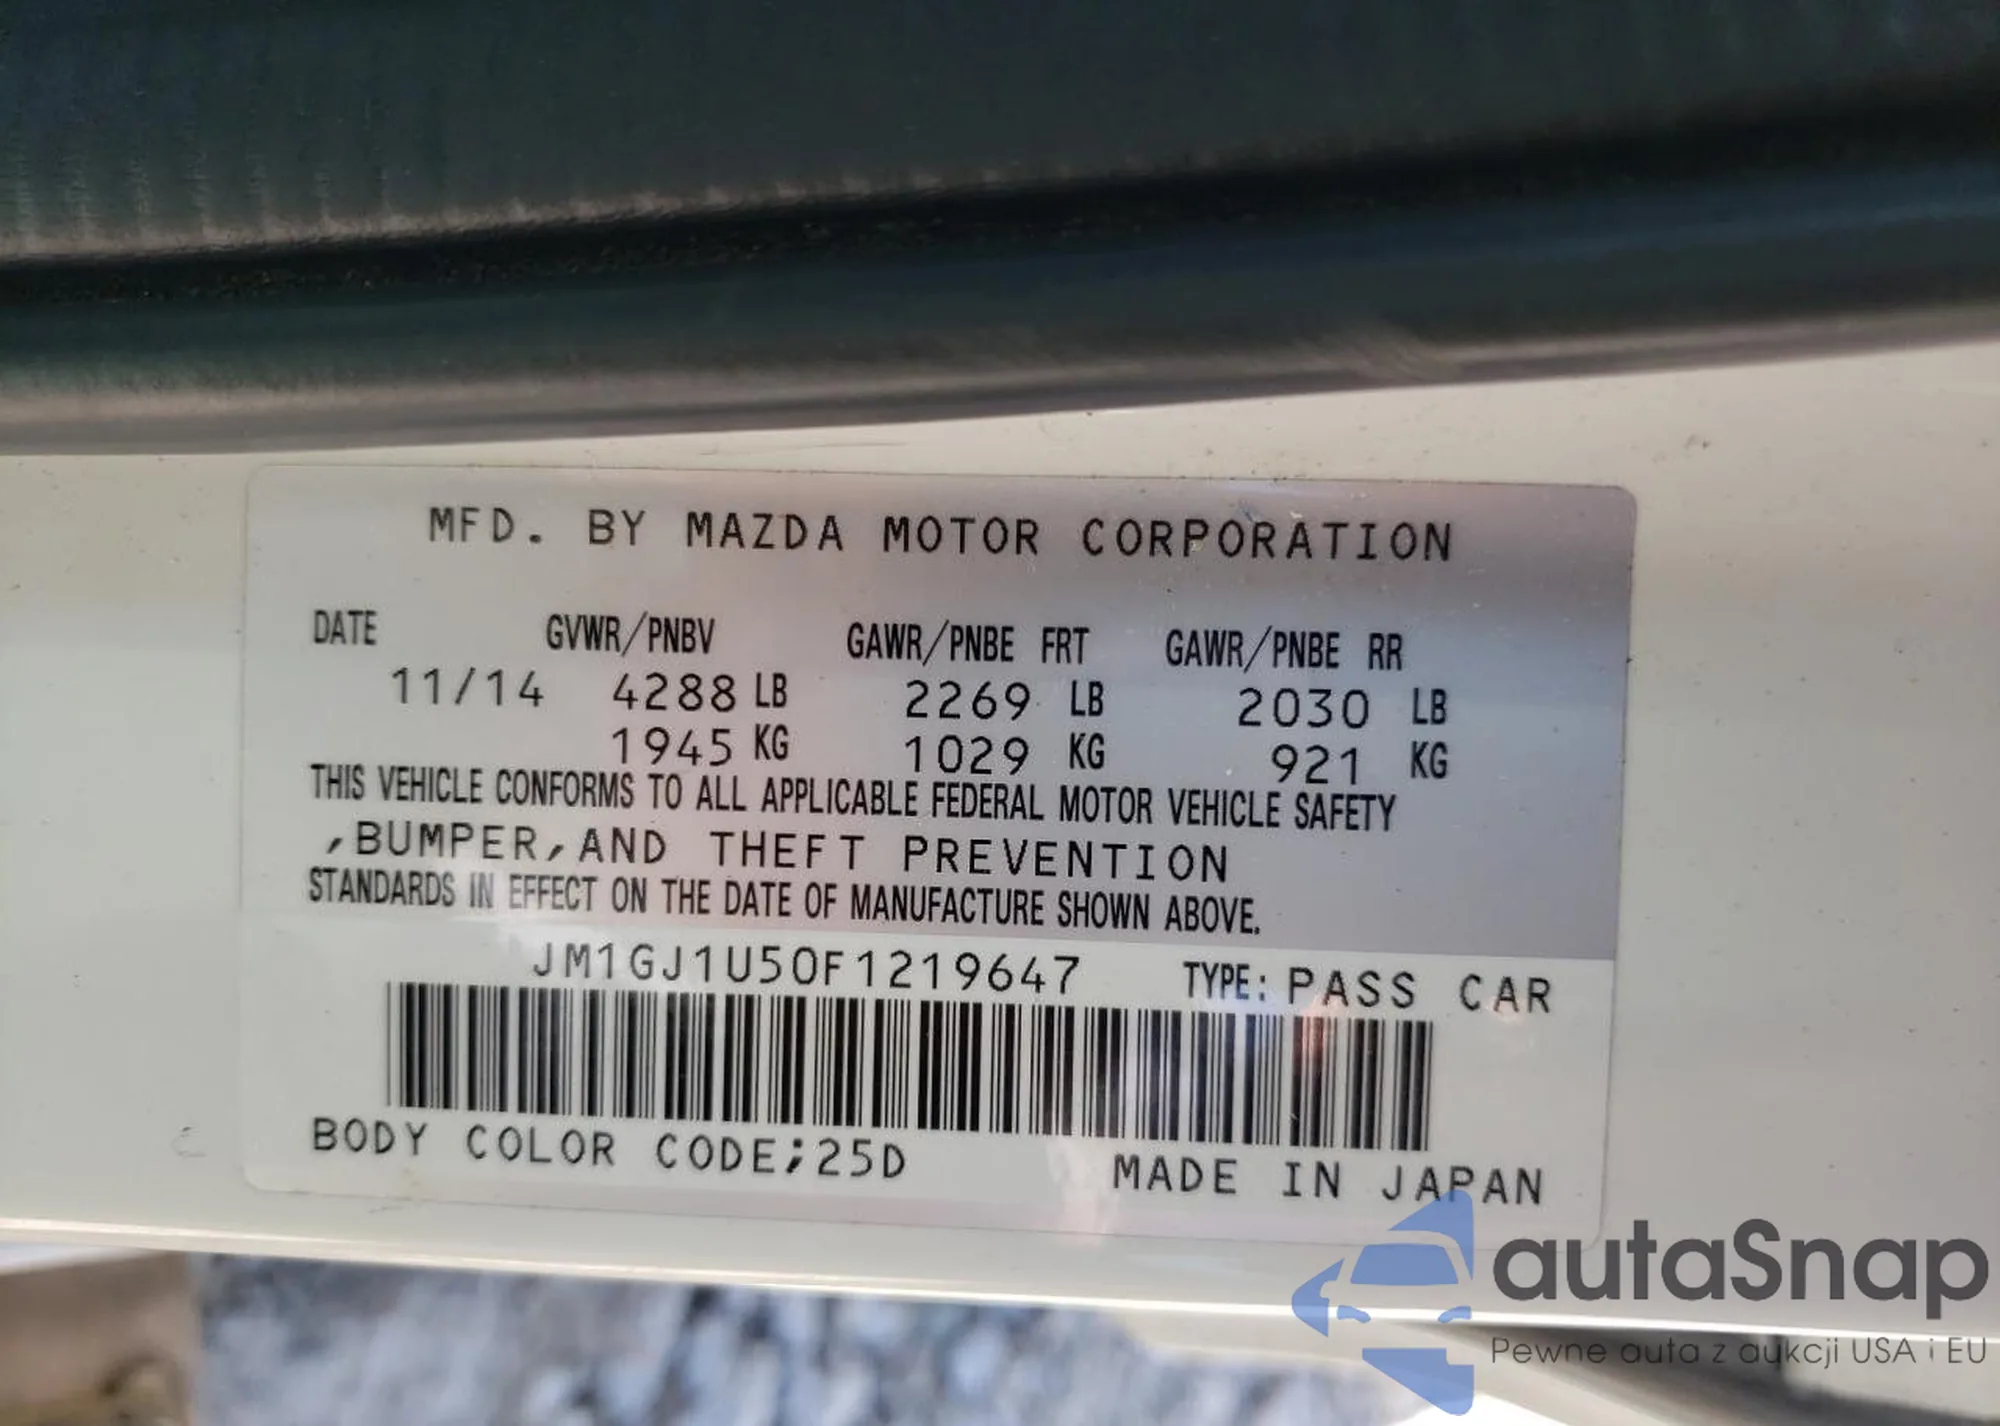 MFD. BY MAZDA MOTOR CORPORATION
DATE GVWR/PNBV GAWR/PNBE FRT GAWR/PNBE RR
11/14 4288 LB 2269 LB 2030 LB
1945 KG 1029 KG 921 KG
THIS VEHICLE CONFORMS TO ALL APPLICABLE FEDERAL MOTOR VEHICLE SAFETY
,BUMPER,AND THEFT PREVENTION
STANDARDS IN EFFECT ON THE DATE OF MANUFACTURE SHOWN ABOVE.
JM1GJ1U50F1219647 TYPE: PASS CAR
BODY COLOR CODE;25D MADE IN JAPAN
autaSnap
Pewne auta z aukcji USA i EU